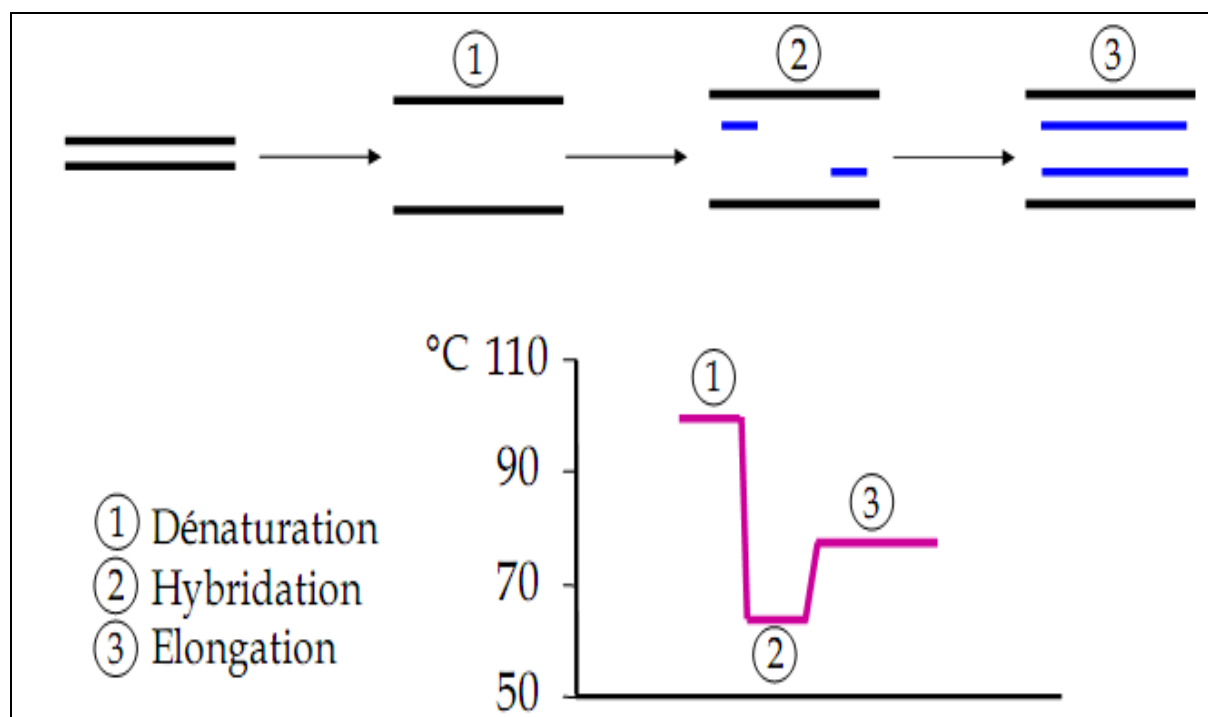 ① ② ③
°C 110
①
90
③
70
②
50
① Dénaturation
② Hybridation
③ Elongation